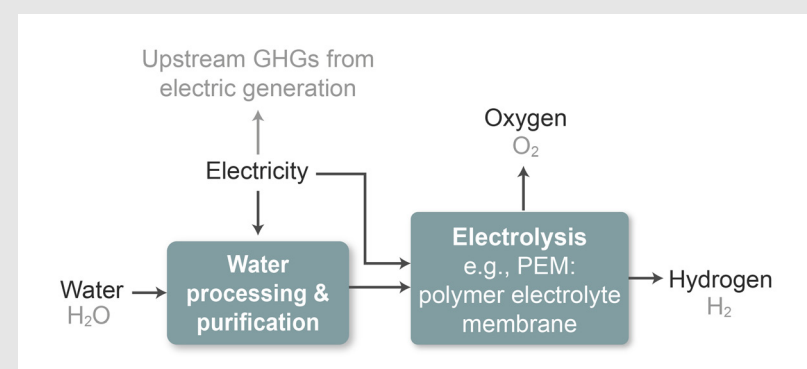 Upstream GHGs from
electric generation
Electricity
Oxygen
O₂
Water
H₂O
Water
processing &
purification
Electrolysis
e.g., PEM:
polymer electrolyte
membrane
Hydrogen
H₂